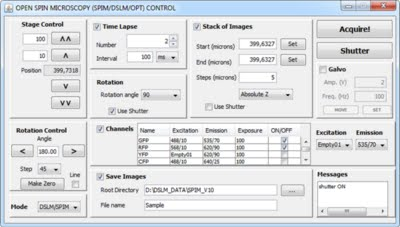 OPEN SPIN MICROSCOPY (SPIM/DSLM/OPT) CONTROL
Stage Control
100
10
Position 399,7318
Time Lapse
Number 2
Interval 100 ms
Rotation
Rotation angle 90
Use Shutter
Stack of Images
Start (microns) 399,6327 Set
End (microns) 399,6327 Set
Steps (microns) 5
Absolute Z
Use Shutter
Acquire!
Shutter
Galvo
Amp. (V) 2
Freq. (Hz) 100
MOVE SET
Rotation Control
Angle
< 180.00 >
Step 45
Line
Make Zero
Mode DSLM/SPIM
Channels
Name Excitation Emission Exposure ON/OFF
GFP 488/10 535/70 100
RFP 568/10 620/90 100
YFP Empty01 620/90 100
CFP 488/10 100
Excitation Emission
Empty01 535/70
Save Images
Root Directory D:\DSLM_DATA\SPIM_V10 ...
File name Sample
Messages
shutter ON